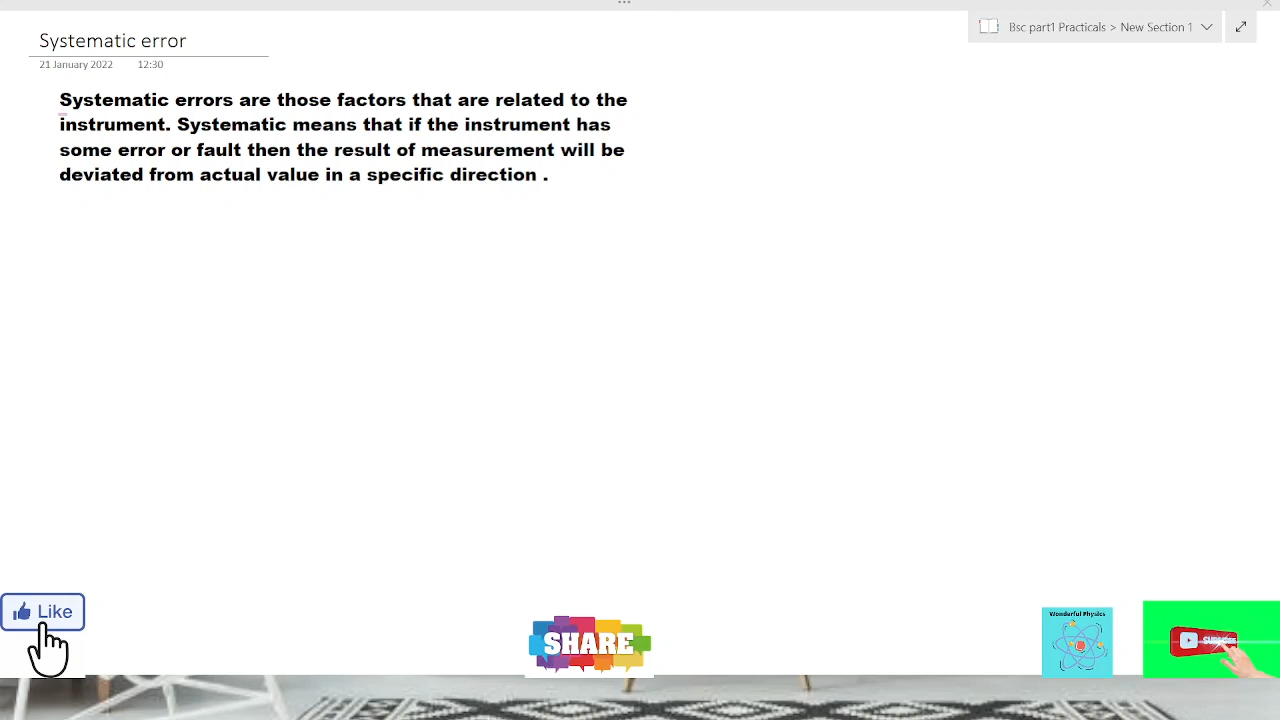 Systematic error
Bsc part1 Practicals > New Section 1
21 January 2022 12:30
Systematic errors are those factors that are related to the
instrument. Systematic means that if the instrument has
some error or fault then the result of measurement will be
deviated from actual value in a specific direction .
Like
SHARE
Wonderful Physics